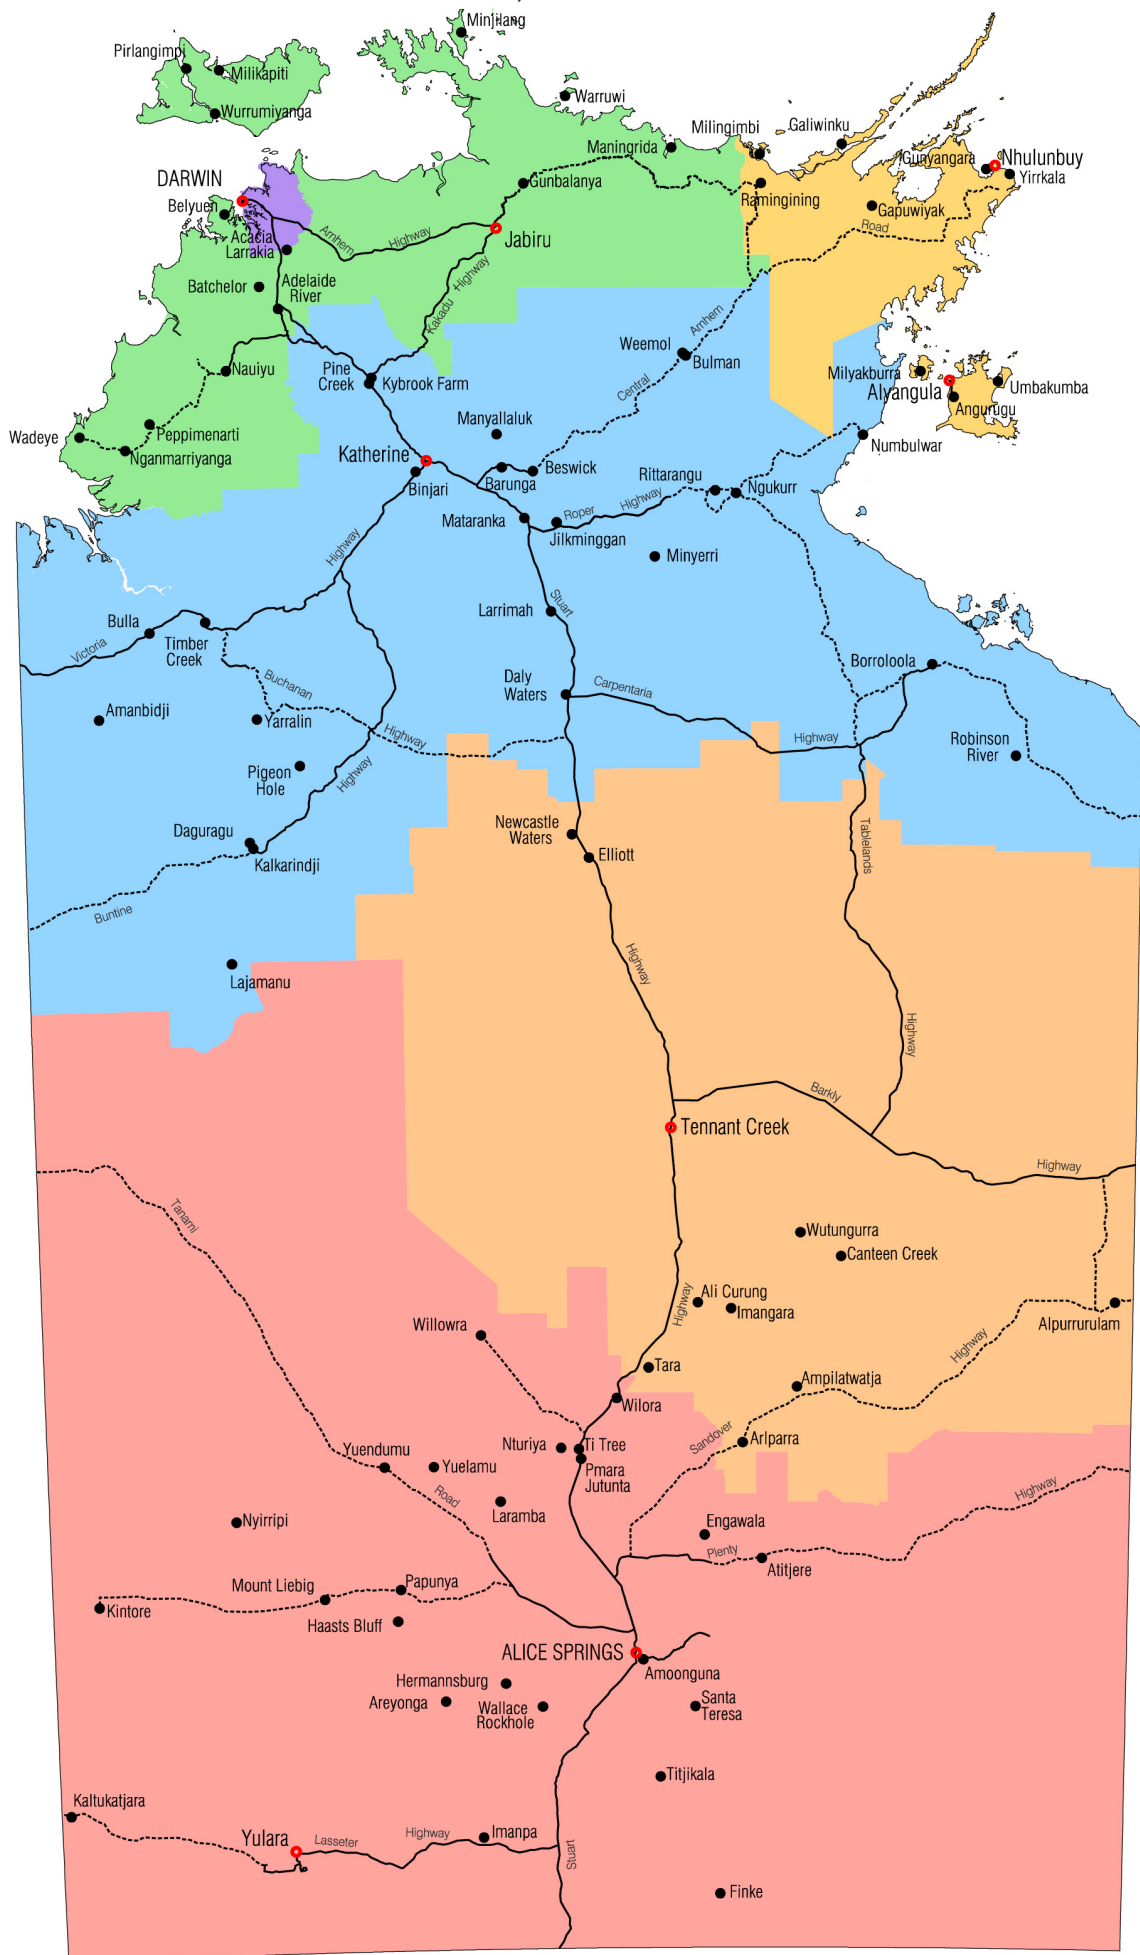 Minjilang
Pirlangimpi
Milikapiti
Warruwi
Wurrumiyanga
Milingimbi
Galiwinku
Maningrida
Gunyangara
Nhulunbuy
Yirrkala
DARWIN
Gunbalanya
Ramingining
Belyuen
Gapuwiyak
Road
Acacia
Larrakia
Arnhem
Highway
Jabiru
Batchelor
Adelaide
River
Kakadu
Highway
Arnhem
Weemol
Bulman
Nauiyu
Pine
Creek
Kybrook Farm
Central
Milyakburra
Alyangula
Umbakumba
Angurugu
Manyallaluk
Wadeye
Peppimenarti
Nganmarriyanga
Katherine
Numbulwar
Binjari
Barunga
Beswick
Rittarangu
Ngukurr
Mataranka
Roper
Highway
Jilkminggan
Highway
Minyerri
Stuart
Larrimah
Bulla
Timber
Creek
Victoria
Borroloola
Buchanan
Daly
Waters
Carpentaria
Amanbidji
Yarralin
Highway
Highway
Robinson
River
Pigeon
Hole
Highway
Newcastle
Waters
Daguragu
Kalkarindji
Elliott
Tablelands
Buntine
Highway
Lajamanu
Highway
Barkly
Tennant Creek
Highway
Tanami
Wutungurra
Canteen Creek
Ali Curung
Imangara
Highway
Alpurrurulam
Willowra
Highway
Tara
Ampilatwatja
Wilora
Sandover
Arlparra
Nturiya
Ti Tree
Pmara
Jutunta
Yuendumu
Yuelamu
Road
Laramba
Highway
Nyirripi
Engawala
Plenty
Atitjere
Mount Liebig
Papunya
Kintore
Haasts Bluff
ALICE SPRINGS
Amoonguna
Hermannsburg
Areyonga
Wallace
Rockhole
Santa
Teresa
Titjikala
Kaltukatjara
Yulara
Lasseter
Highway
Imanpa
Stuart
Finke